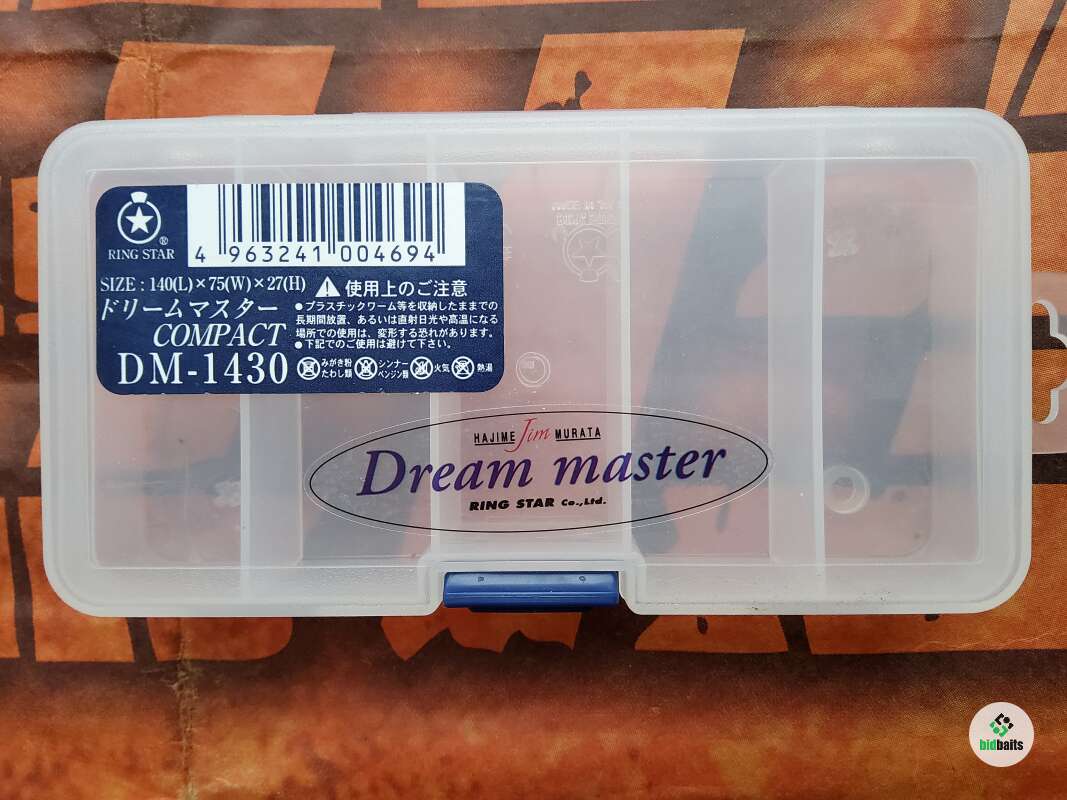 RING STAR
4 963241 004694
SIZE : 140(L)×75(W)×27(H)
ドリームマスター
COMPACT
DM-1430
使用上のご注意
●プラスチックワーム等を収納したままでの
長期間放置、あるいは直射日光や高温になる
場所での使用は、変形する恐れがあります。
●下記でのご使用は避けて下さい。
みがき粉
たわし類
シンナー
ベンジン類
火気
熱湯
HAJIME Jim MURATA
Dream master
RING STAR Co.,Ltd.
bidbaits